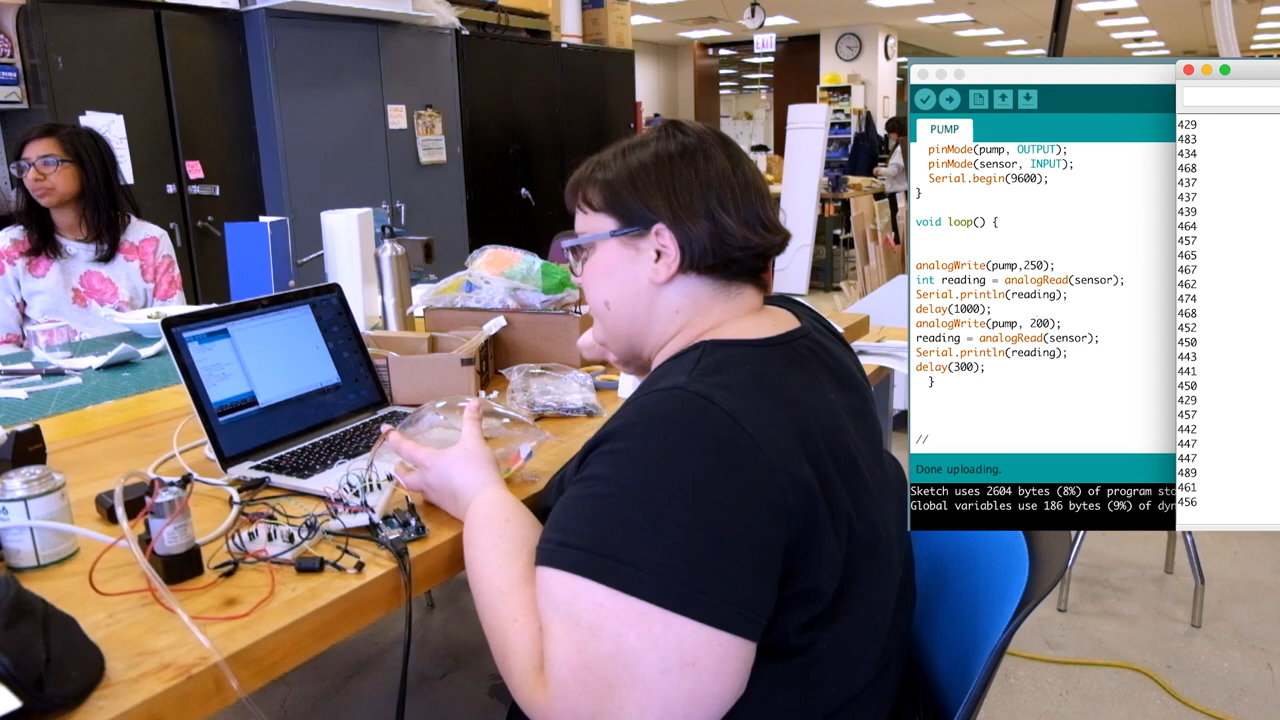 EXIT
PUMP
pinMode(pump, OUTPUT);
pinMode(sensor, INPUT);
Serial.begin(9600);
}
void loop() {
analogWrite(pump,250);
int reading = analogRead(sensor);
Serial.println(reading);
delay(1000);
analogWrite(pump, 200);
reading = analogRead(sensor);
Serial.println(reading);
delay(300);
}
//
Done uploading.
Sketch uses 2604 bytes (8%) of program
Global variables use 186 bytes (9%) of
429
483
434
468
437
437
439
464
457
465
467
462
474
468
452
450
443
441
450
429
457
442
447
447
489
461
456